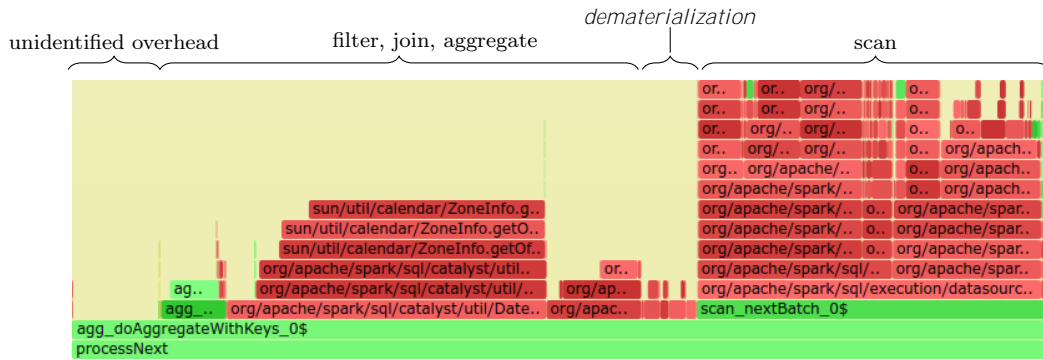 dematerialization
unidentified overhead filter, join, aggregate scan
or.. or.. org/.. o..
or.. or.. org/.. o..
or.. org/.. org/.. o..
or.. org/.. org/.. o.. org/apach..
org.. org/apache/.. o.. org/apach..
org/apache/spark/.. o.. org/apach..
sun/util/calendar/ZoneInfo.g.. org/apache/spark/.. o.. org/apache/spar..
sun/util/calendar/ZoneInfo.getO.. org/apache/spark/.. o.. org/apache/spar..
sun/util/calendar/ZoneInfo.getOf.. org/apache/spark/.. o.. org/apache/spar..
org/apache/spark/sql/catalyst/util.. or.. org/apache/spark/sql/.. org/apache/spar..
ag.. org/apache/spark/sql/catalyst/util/.. org/ap.. org/apache/spark/sql/execution/datasourc..
agg_.. org/apache/spark/sql/catalyst/util/Date.. org/apac.. scan_nextBatch_0$
agg_doAggregateWithKeys_0$
processNext